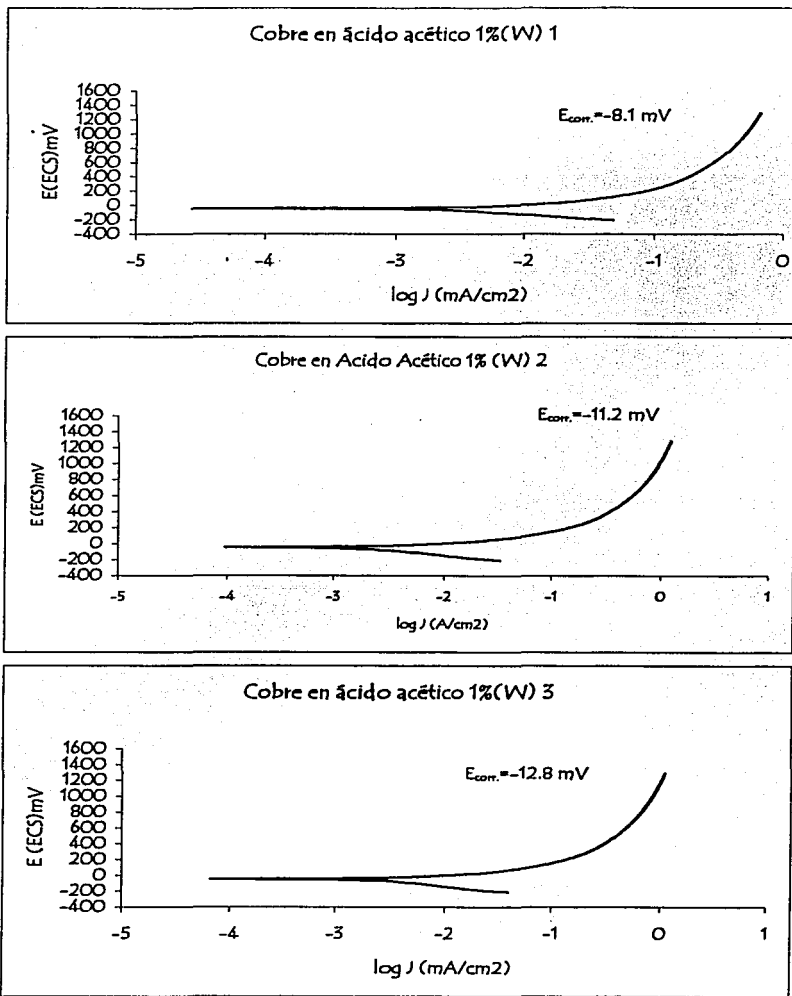 Cobre en ácido acético 1%(W) 1
E(ECS)mV
1600
1400
1200
1000
800
600
400
200
0
-200
-400
Ecorr.=-8.1 mV
-5 -4 -3 -2 -1 0
log J (mA/cm2)
Cobre en Acido Acético 1% (W) 2
E(ECS)mV
1600
1400
1200
1000
800
600
400
200
0
-200
-400
Ecorr.=-11.2 mV
-5 -4 -3 -2 -1 0 1
log J (A/cm2)
Cobre en ácido acético 1%(W) 3
E (ECS)mV
1600
1400
1200
1000
800
600
400
200
0
-200
-400
Ecorr.=-12.8 mV
-5 -4 -3 -2 -1 0 1
log J (mA/cm2)